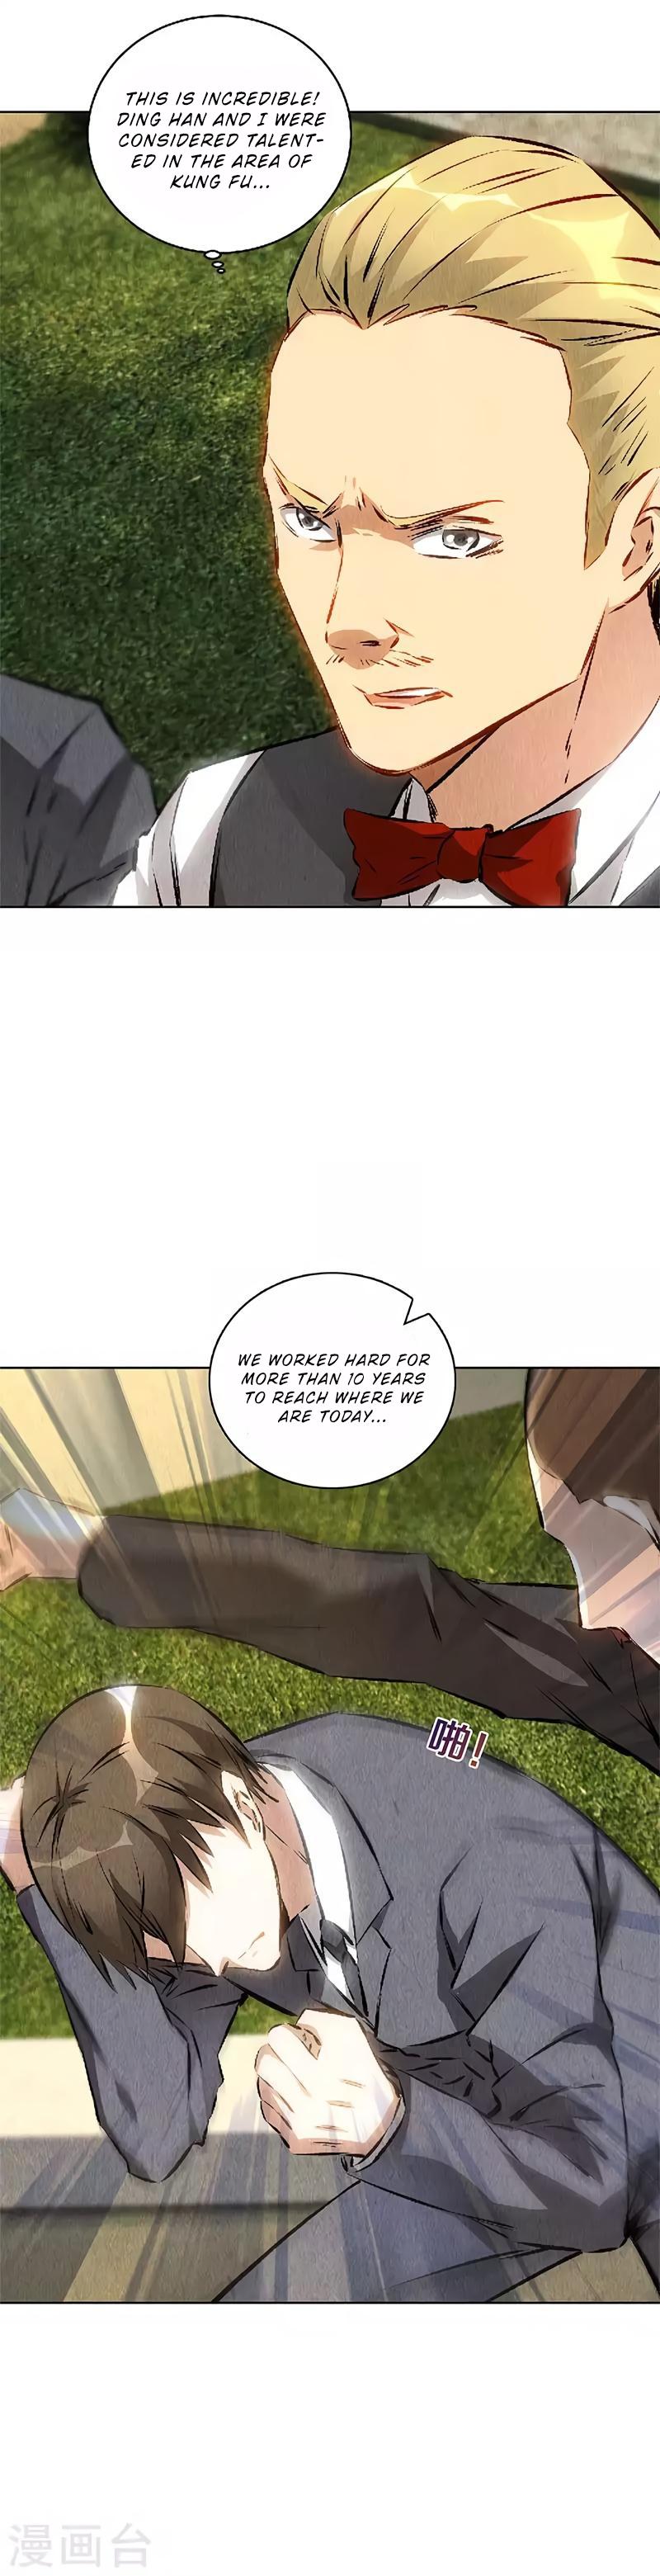 THIS IS INCREDIBLE!
DING HAN AND I WERE
CONSIDERED TALENT-
ED IN THE AREA OF
KUNG FU...
WE WORKED HARD FOR
MORE THAN 10 YEARS
TO REACH WHERE WE
ARE TODAY...
啪！
漫画台